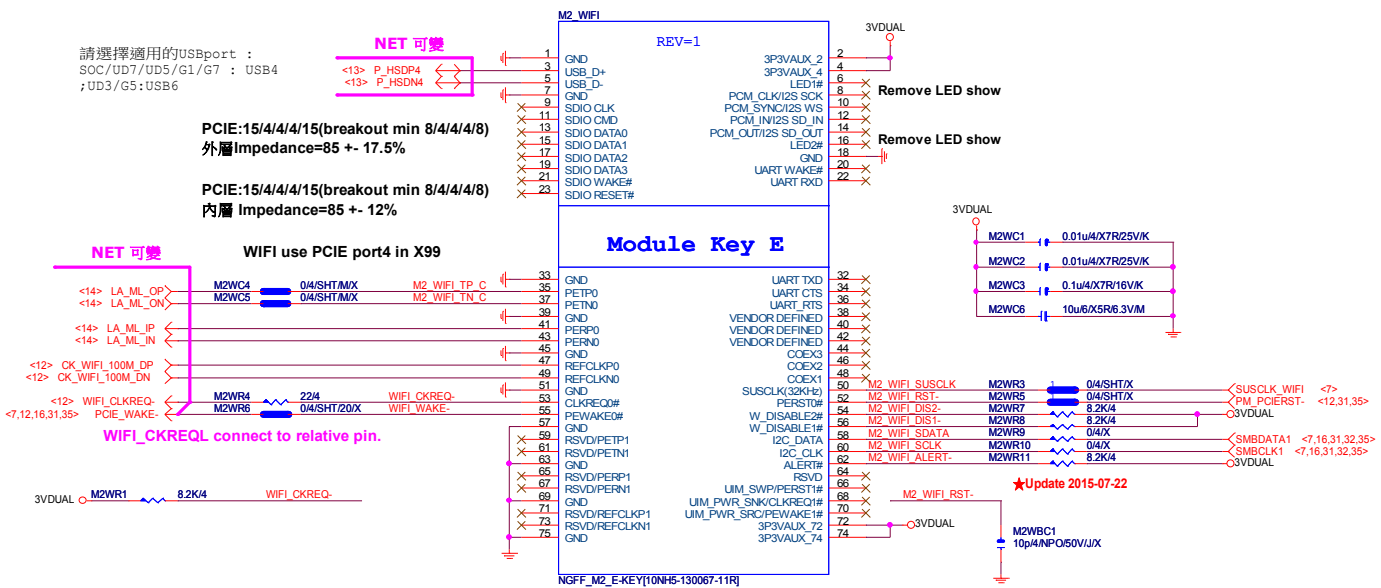 M2_WIFI
REV=1
請選擇適用的USBport :
SOC/UD7/UD5/G1/G7 : USB4
;UD3/G5:USB6
NET 可變
<13> P_HSDP4
<13> P_HSDN4
PCIE:15/4/4/4/15(breakout min 8/4/4/4/8)
外層Impedance=85 +- 17.5%
PCIE:15/4/4/4/15(breakout min 8/4/4/4/8)
內層 Impedance=85 +- 12%
1 GND
3 USB_D+
5 USB_D-
7 GND
9 SDIO CLK
11 SDIO CMD
13 SDIO DATA0
15 SDIO DATA1
17 SDIO DATA2
19 SDIO DATA3
21 SDIO WAKE#
23 SDIO RESET#
3VDUAL
3P3VAUX_2 2
3P3VAUX_4 4
LED1# 6
PCM_CLK/I2S SCK 8
PCM_SYNC/I2S WS 10
PCM_IN/I2S SD_IN 12
PCM_OUT/I2S SD_OUT 14
LED2# 16
GND 18
UART WAKE# 20
UART RXD 22
Remove LED show
Remove LED show
Module Key E
NET 可變
WIFI use PCIE port4 in X99
<14> LA_ML_OP M2WC4 0/4/SHT/M/X M2_WIFI_TP_C
<14> LA_ML_ON M2WC5 0/4/SHT/M/X M2_WIFI_TN_C
<14> LA_ML_IP
<14> LA_ML_IN
<12> CK_WIFI_100M_DP
<12> CK_WIFI_100M_DN
<12> WIFI_CLKREQ- M2WR4 22/4 WIFI_CKREQ-
<7,12,16,31,35> PCIE_WAKE- M2WR6 0/4/SHT/20/X WIFI_WAKE-
WIFI_CKREQL connect to relative pin.
3VDUAL M2WR1 8.2K/4 WIFI_CKREQ-
33 GND
35 PETP0
37 PETN0
39 GND
41 PERP0
43 PERN0
45 GND
47 REFCLKP0
49 REFCLKN0
51 GND
53 CLKREQ0#
55 PEWAKE0#
57 GND
59 RSVD/PETP1
61 RSVD/PETN1
63 GND
65 RSVD/PERP1
67 RSVD/PERN1
69 GND
71 RSVD/REFCLKP1
73 RSVD/REFCLKN1
75 GND
UART TXD 32
UART CTS 34
UART_RTS 36
VENDOR DEFINED 38
VENDOR DEFINED 40
VENDOR DEFINED 42
COEX3 44
COEX2 46
COEX1 48
SUSCLK(32KHz) 50
PERST0# 52
W_DISABLE2# 54
W_DISABLE1# 56
I2C_DATA 58
I2C_CLK 60
ALERT# 62
RSVD 64
UIM_SWP/PERST1# 66
UIM_PWR_SNK/CLKREQ1# 68
UIM_PWR_SRC/PEWAKE1# 70
3P3VAUX_72 72
3P3VAUX_74 74
3VDUAL
M2WC1 0.01u/4/X7R/25V/K
M2WC2 0.01u/4/X7R/25V/K
M2WC3 0.1u/4/X7R/16V/K
M2WC6 10u/6/X5R/6.3V/M
M2_WIFI_SUSCLK M2WR3 1 0/4/SHT/X SUSCLK_WIFI <7>
M2_WIFI_RST- M2WR5 0/4/SHT/X PM_PCIERST- <12,31,35>
M2_WIFI_DIS2- M2WR7 8.2K/4 3VDUAL
M2_WIFI_DIS1- M2WR8 8.2K/4
M2_WIFI_SDATA M2WR9 0/4/X SMBDATA1 <7,16,31,32,35>
M2_WIFI_SCLK M2WR10 0/4/X SMBCLK1 <7,16,31,32,35>
M2_WIFI_ALERT- M2WR11 8.2K/4 3VDUAL
★Update 2015-07-22
M2_WIFI_RST-
3VDUAL
M2WBC1
10p/4/NPO/50V/J/X
NGFF_M2_E-KEY[10NH5-130067-11R]